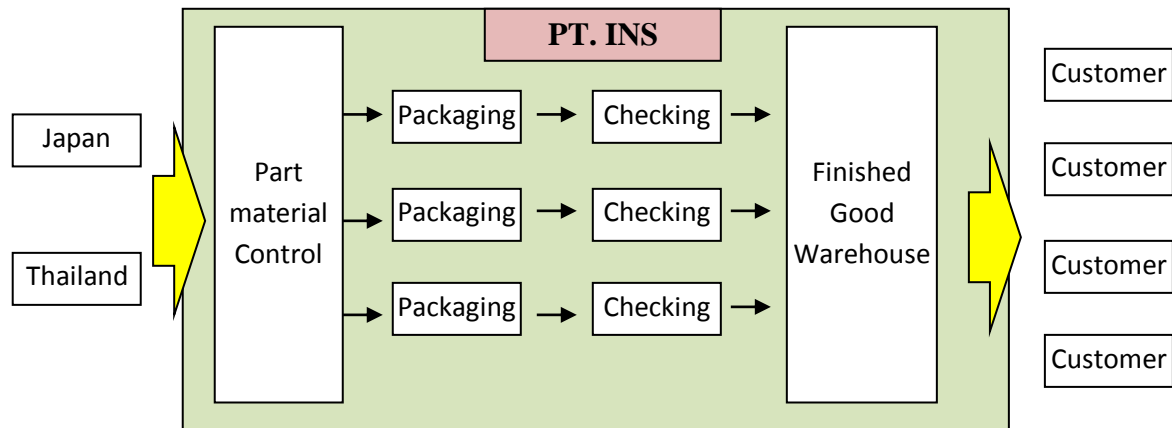 PT. INS
Japan
Thailand
Part
material
Control
Packaging
Checking
Packaging
Checking
Packaging
Checking
Finished
Good
Warehouse
Customer
Customer
Customer
Customer